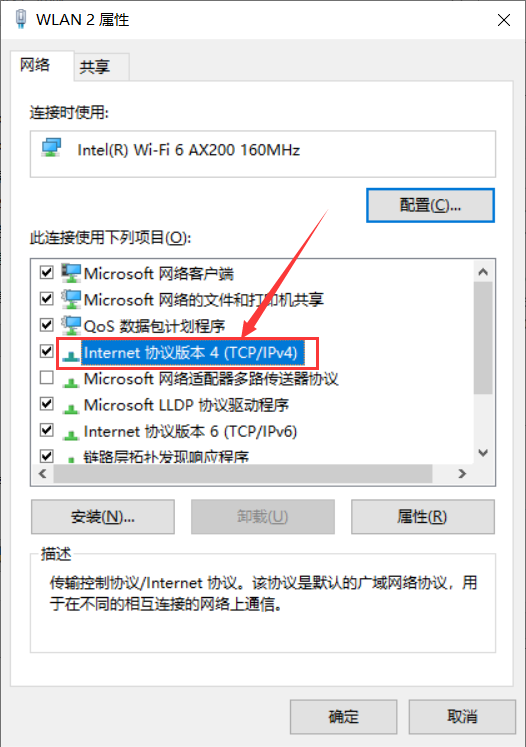 WLAN 2 属性
网络
共享
连接时使用:
Intel(R) Wi-Fi 6 AX200 160MHz
配置(C)...
此连接使用下列项目(O):
Microsoft 网络客户端
Microsoft 网络的文件和打印机共享
QoS 数据包计划程序
Internet 协议版本 4 (TCP/IPv4)
Microsoft 网络适配器多路传送器协议
Microsoft LLDP 协议驱动程序
Internet 协议版本 6 (TCP/IPv6)
链路层拓扑发现响应程序
安装(N)...
卸载(U)
属性(R)
描述
传输控制协议/Internet 协议。该协议是默认的广域网络协议，用
于在不同的相互连接的网络上通信。
确定
取消